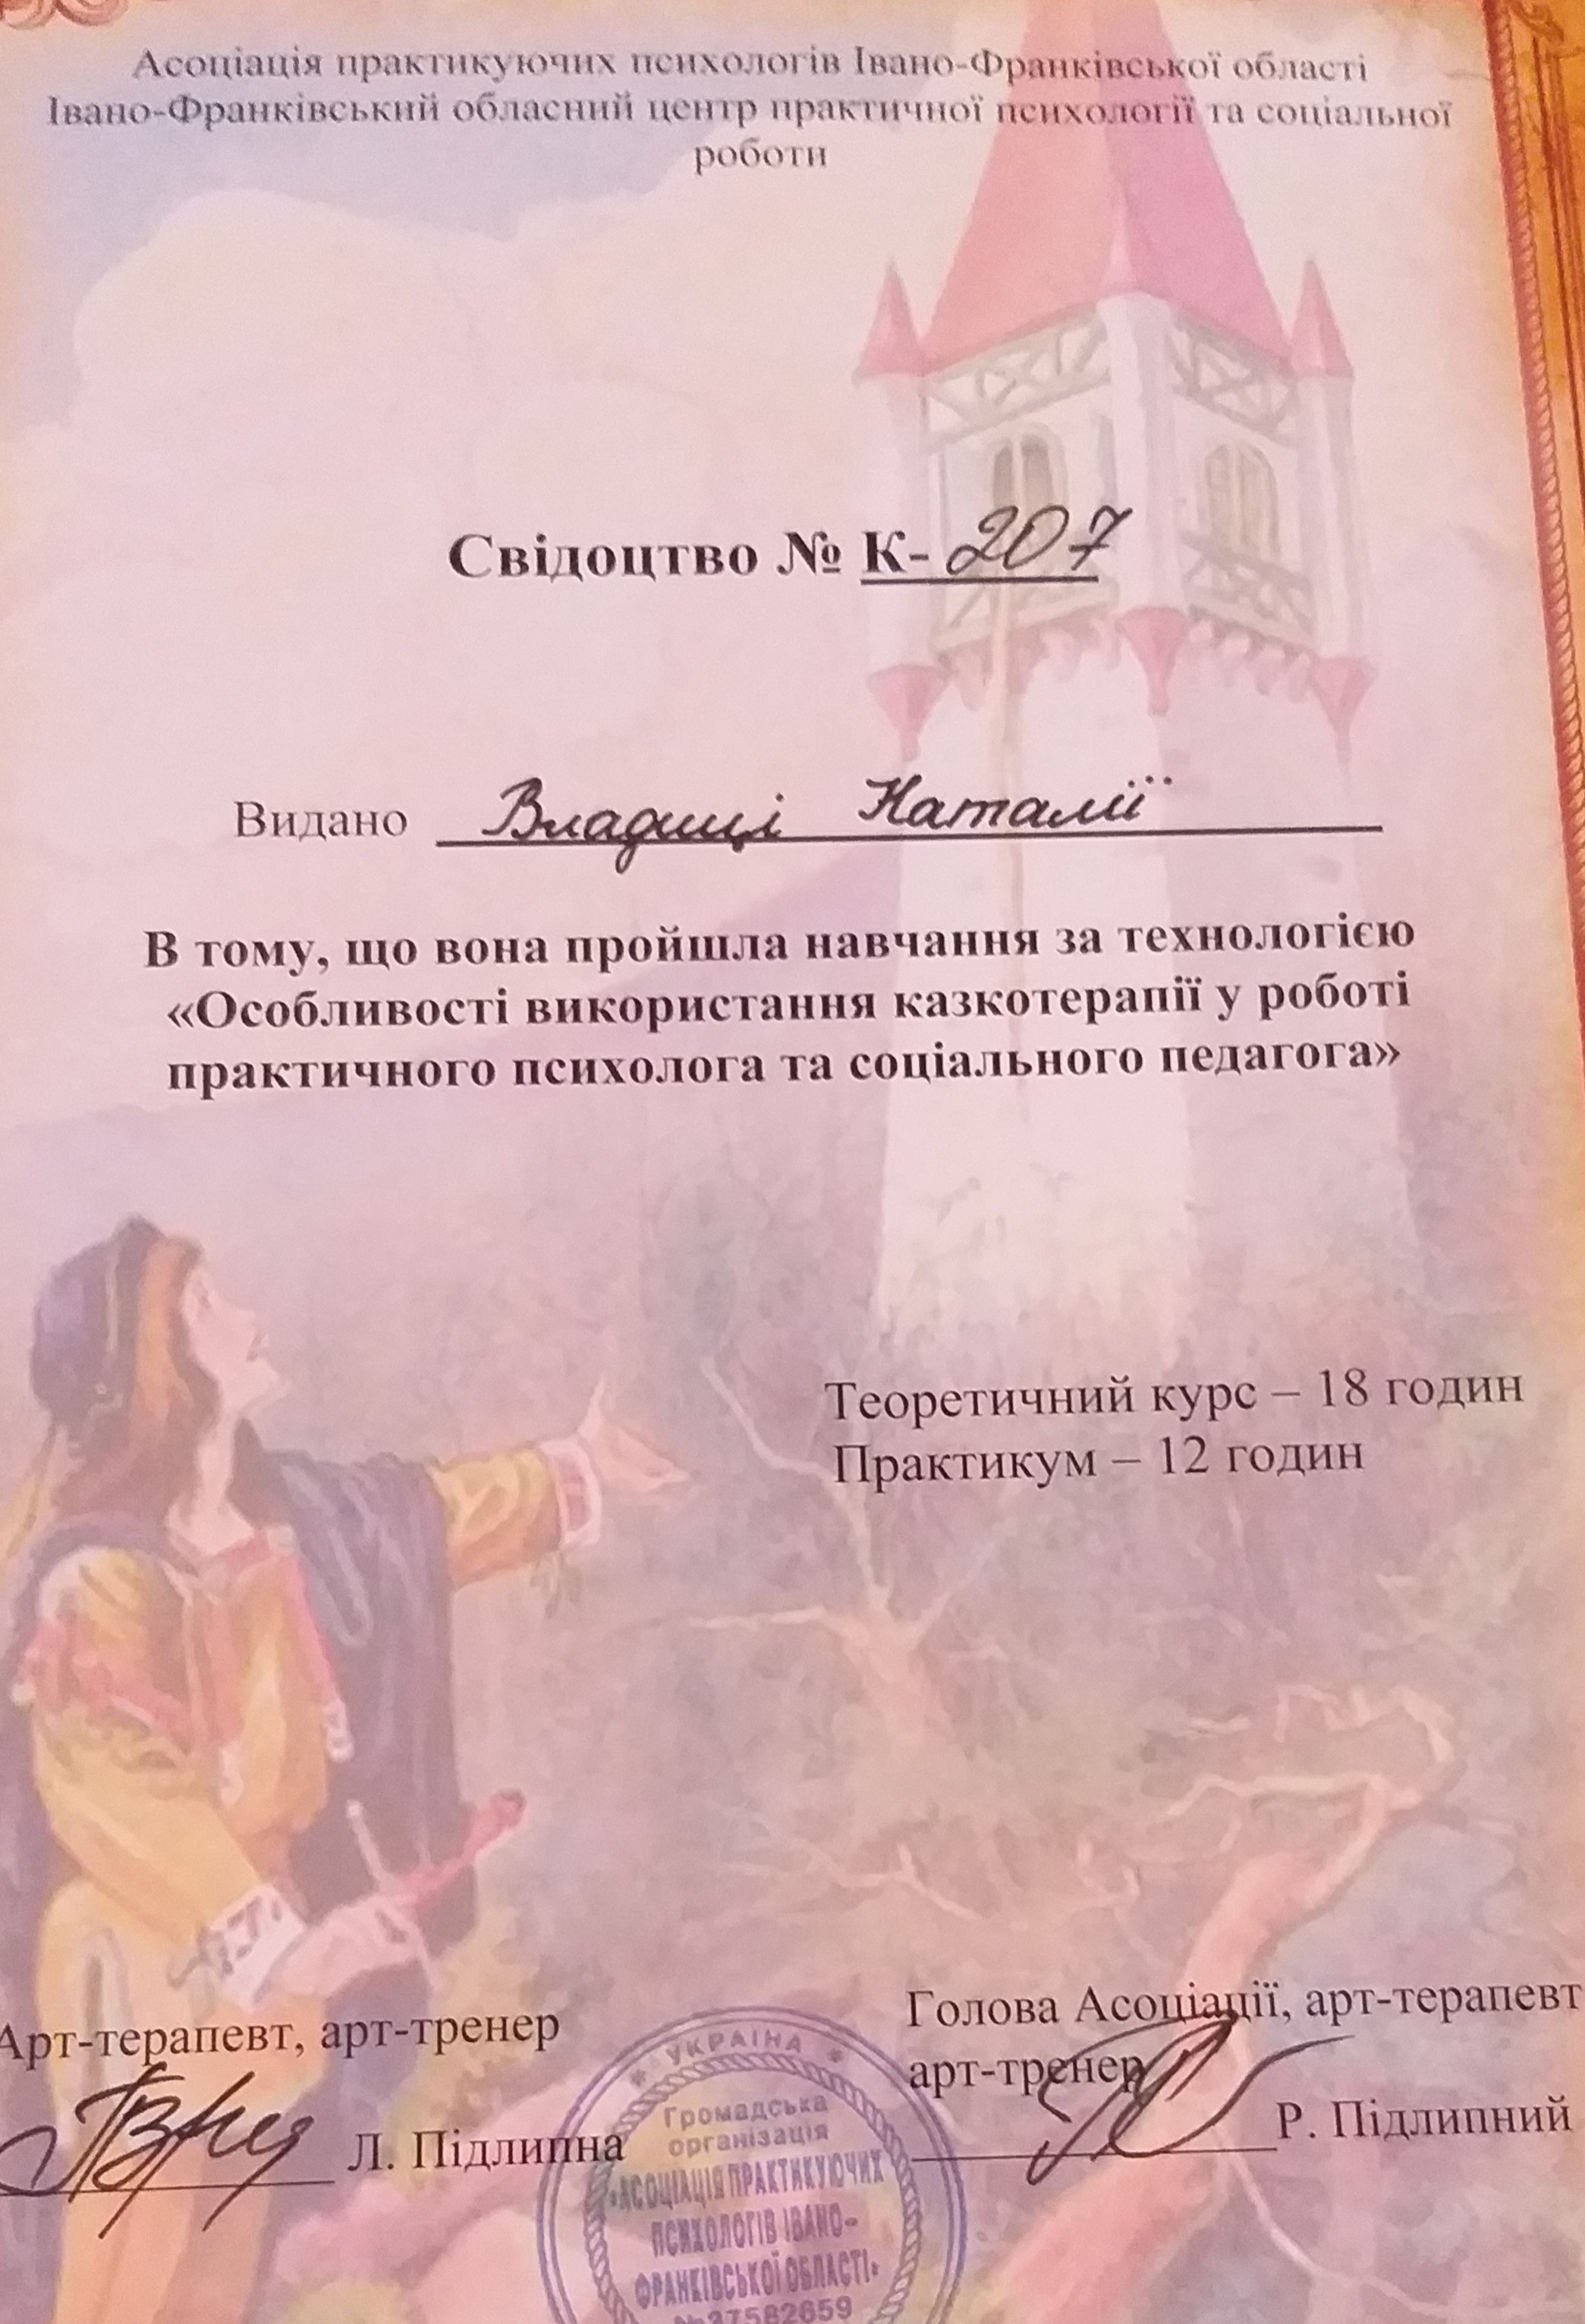 Асоціація практикуючих психологів Івано-Франківської області
Івано-Франківський обласний центр практичної психології та соціальної
роботи
Свідоцтво № К- 207
Видано Владиці Наталії
В тому, що вона пройшла навчання за технологією
«Особливості використання казкотерапії у роботі
практичного психолога та соціального педагога»
Теоретичний курс – 18 годин
Практикум – 12 годин
Арт-терапевт, арт-тренер
Л. Підлипна
Голова Асоціації, арт-терапевт
арт-тренер
Р. Підлипний
* УКРАЇНА *
Громадська
організація
«АСОЦІАЦІЯ ПРАКТИКУЮЧИХ
ПСИХОЛОГІВ ІВАНО-
ФРАНКІВСЬКОЇ ОБЛАСТІ»
№37582659